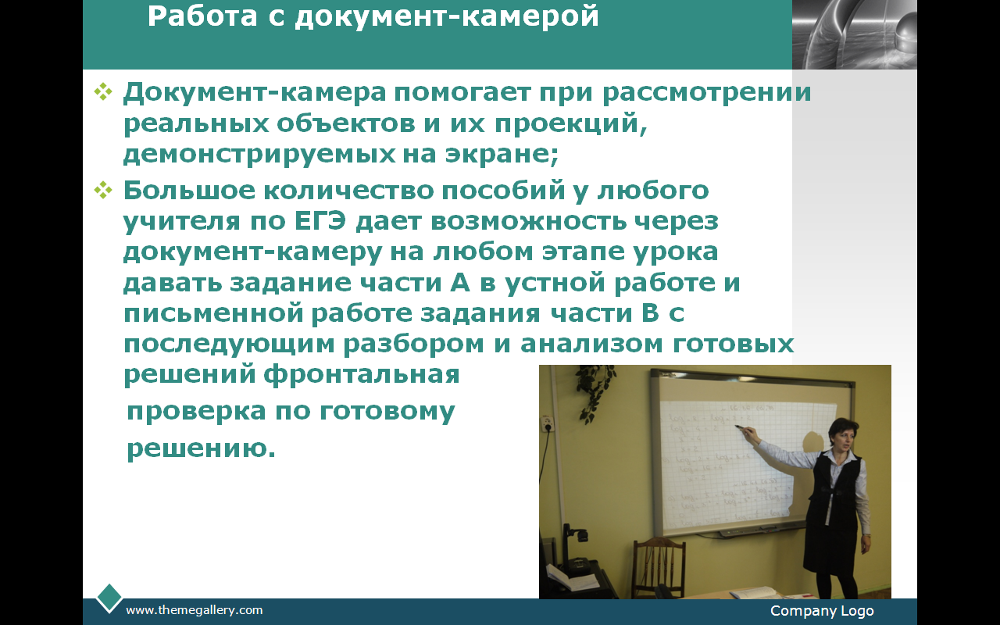 Работа с документ-камерой
Документ-камера помогает при рассмотрении
реальных объектов и их проекций,
демонстрируемых на экране;
Большое количество пособий у любого
учителя по ЕГЭ дает возможность через
документ-камеру на любом этапе урока
давать задание части А в устной работе и
письменной работе задания части В с
последующим разбором и анализом готовых
решений фронтальная
проверка по готовому
решению.
www.themegallery.com
Company Logo